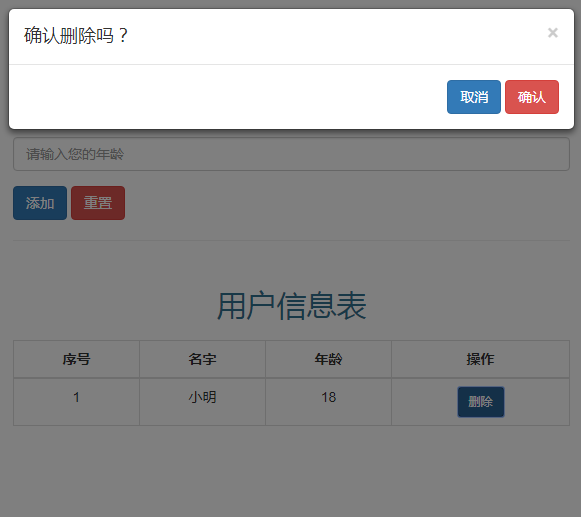 确认删除吗？
×
取消 确认
请输入您的年龄
添加 重置
用户信息表
序号 名字 年龄 操作
1 小明 18 删除